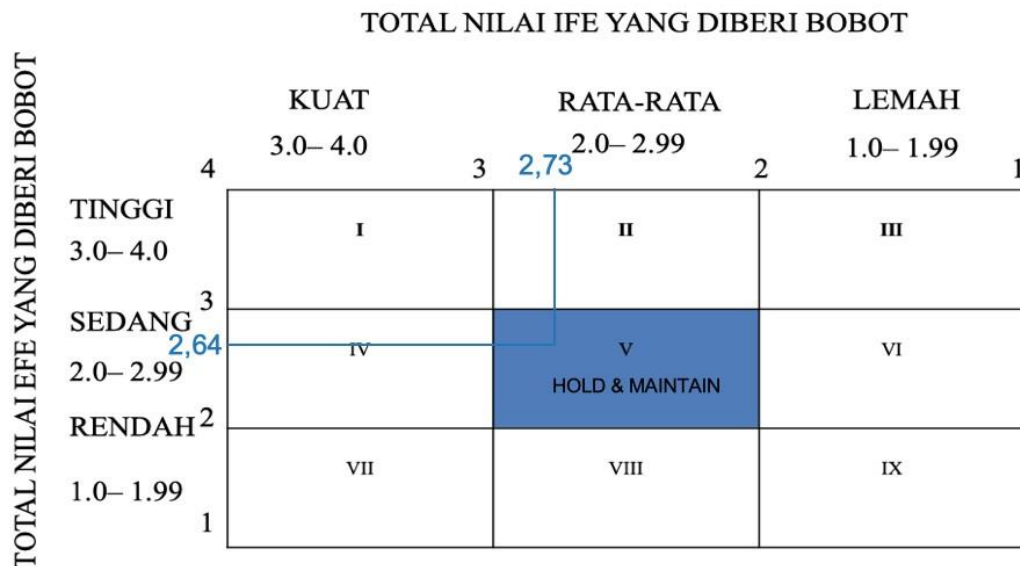 TOTAL NILAI IFE YANG DIBERI BOBOT
TOTAL NILAI EFE YANG DIBERI BOBOT
KUAT
3.0– 4.0
RATA-RATA
2.0– 2.99
LEMAH
1.0– 1.99
4
3
2,73
2
1
TINGGI
3.0– 4.0
I
II
III
3
SEDANG
2,64
2.0– 2.99
IV
V
HOLD & MAINTAIN
VI
2
RENDAH
1.0– 1.99
VII
VIII
IX
1